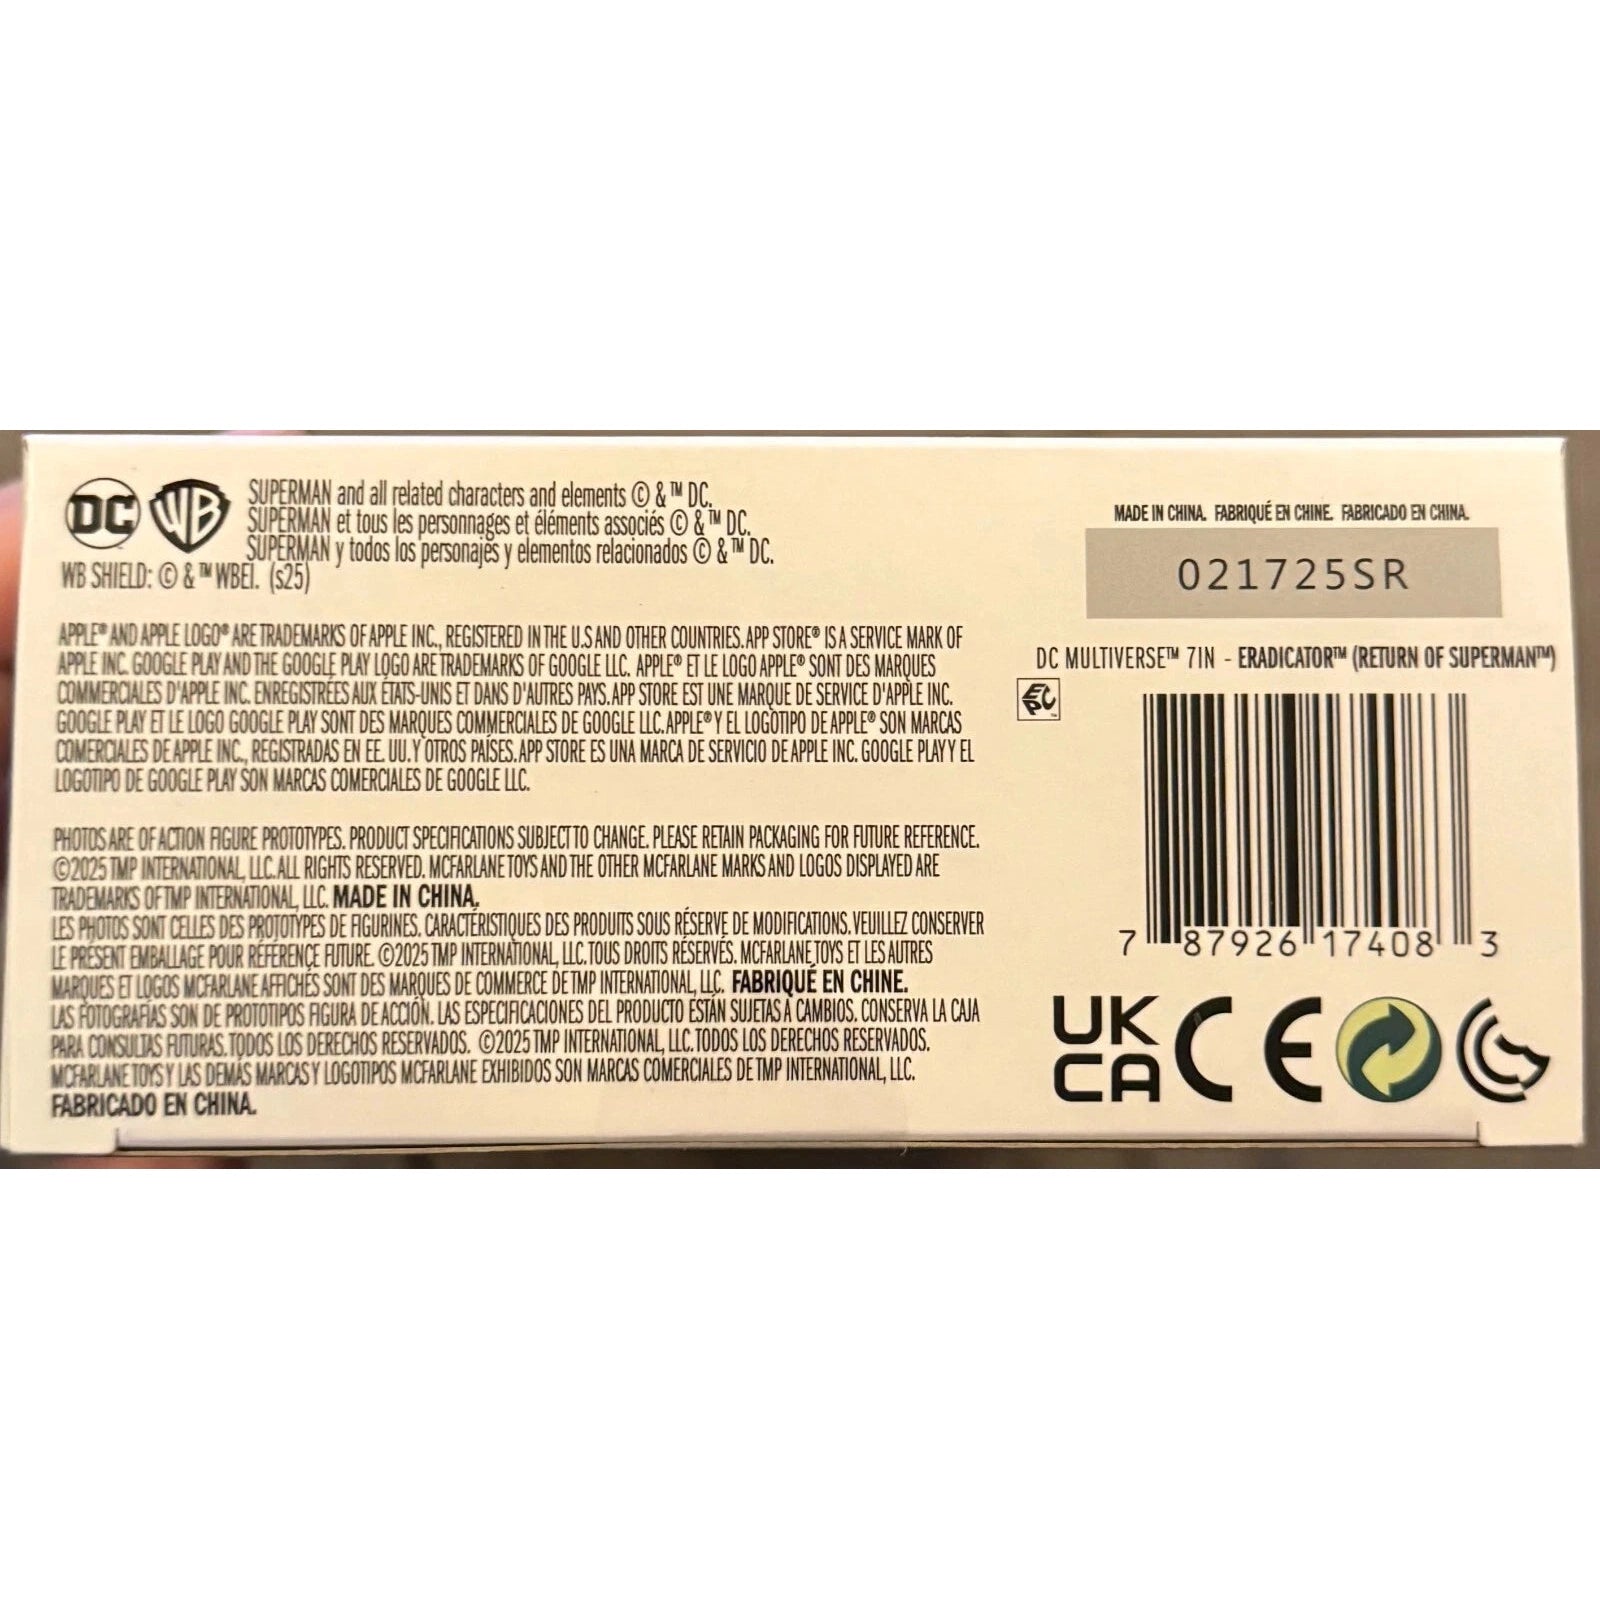 DC WB SUPERMAN and all related characters and elements © & ™ DC.
SUPERMAN et tous les personnages et éléments associés © & ™ DC.
SUPERMAN y todos los personajes y elementos relacionados © & ™ DC.
WB SHIELD: © & ™ WBEI. (s25)
APPLE® AND APPLE LOGO® ARE TRADEMARKS OF APPLE INC., REGISTERED IN THE U.S AND OTHER COUNTRIES. APP STORE® IS A SERVICE MARK OF
APPLE INC. GOOGLE PLAY AND THE GOOGLE PLAY LOGO ARE TRADEMARKS OF GOOGLE LLC. APPLE® ET LE LOGO APPLE® SONT DES MARQUES
COMMERCIALES D'APPLE INC. ENREGISTRÉES AUX ÉTATS-UNIS ET DANS D'AUTRES PAYS. APP STORE EST UNE MARQUE DE SERVICE D'APPLE INC.
GOOGLE PLAY ET LE LOGO GOOGLE PLAY SONT DES MARQUES COMMERCIALES DE GOOGLE LLC. APPLE® Y EL LOGOTIPO DE APPLE® SON MARCAS
COMERCIALES DE APPLE INC., REGISTRADAS EN EE. UU. Y OTROS PAÍSES. APP STORE ES UNA MARCA DE SERVICIO DE APPLE INC. GOOGLE PLAY Y EL
LOGOTIPO DE GOOGLE PLAY SON MARCAS COMERCIALES DE GOOGLE LLC.
PHOTOS ARE OF ACTION FIGURE PROTOTYPES. PRODUCT SPECIFICATIONS SUBJECT TO CHANGE. PLEASE RETAIN PACKAGING FOR FUTURE REFERENCE.
©2025 TMP INTERNATIONAL, LLC. ALL RIGHTS RESERVED. MCFARLANE TOYS AND THE OTHER MCFARLANE MARKS AND LOGOS DISPLAYED ARE
TRADEMARKS OF TMP INTERNATIONAL, LLC. MADE IN CHINA.
LES PHOTOS SONT CELLES DES PROTOTYPES DE FIGURINES. CARACTÉRISTIQUES DES PRODUITS SOUS RÉSERVE DE MODIFICATIONS. VEUILLEZ CONSERVER
LE PRÉSENT EMBALLAGE POUR RÉFÉRENCE FUTURE. ©2025 TMP INTERNATIONAL, LLC. TOUS DROITS RÉSERVÉS. MCFARLANE TOYS ET LES AUTRES
MARQUES ET LOGOS MCFARLANE AFFICHÉS SONT DES MARQUES DE COMMERCE DE TMP INTERNATIONAL, LLC. FABRIQUÉ EN CHINE.
LAS FOTOGRAFÍAS SON DE PROTOTIPOS FIGURA DE ACCIÓN. LAS ESPECIFICACIONES DEL PRODUCTO ESTÁN SUJETAS A CAMBIOS. CONSERVA LA CAJA
PARA CONSULTAS FUTURAS. TODOS LOS DERECHOS RESERVADOS. ©2025 TMP INTERNATIONAL, LLC. TODOS LOS DERECHOS RESERVADOS.
MCFARLANE TOYS Y LAS DEMÁS MARCAS Y LOGOTIPOS MCFARLANE EXHIBIDOS SON MARCAS COMERCIALES DE TMP INTERNATIONAL, LLC.
FABRICADO EN CHINA.
MADE IN CHINA. FABRIQUÉ EN CHINE. FABRICADO EN CHINA.
021725SR
DC MULTIVERSE™ 7IN - ERADICATOR™ (RETURN OF SUPERMAN™)
7 87926 17408 3
UK
CA CE